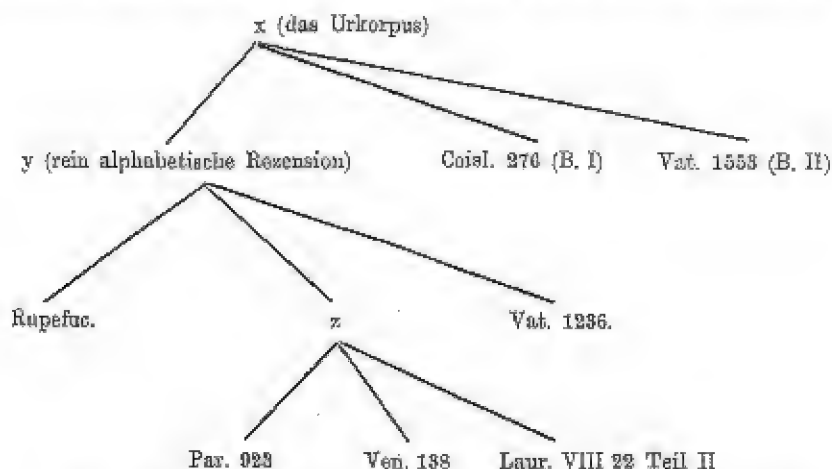 x (das Urkorpus)
y (rein alphabetische Rezension) Coisl. 276 (B. I) Vat. 1553 (B. II)
Rupefuc. z Vat. 1236.
Par. 923 Ven. 138 Laur. VIII 22 Teil II